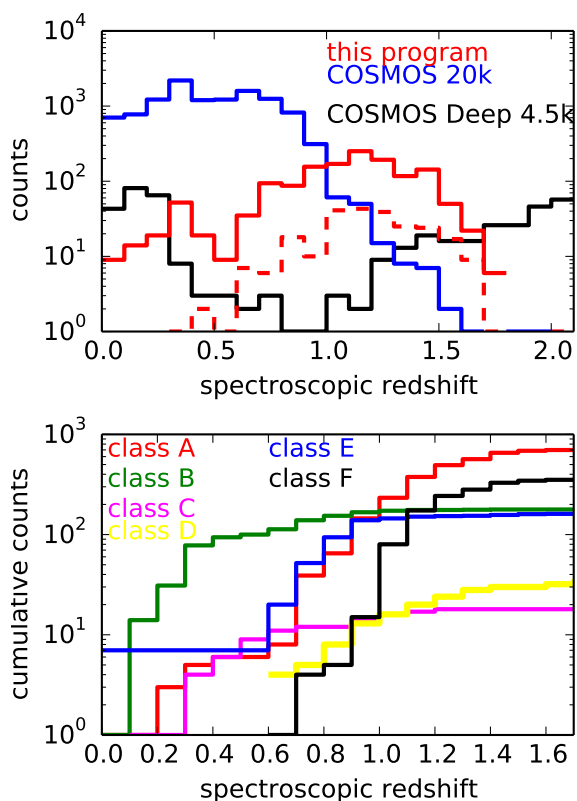 10^4
10^3
10^2
10^1
10^0
counts
this program
COSMOS 20k
COSMOS Deep 4.5k
0.0 0.5 1.0 1.5 2.0
spectroscopic redshift
10^3
10^2
10^1
10^0
cumulative counts
class A
class B
class C
class D
class E
class F
0.0 0.2 0.4 0.6 0.8 1.0 1.2 1.4 1.6
spectroscopic redshift